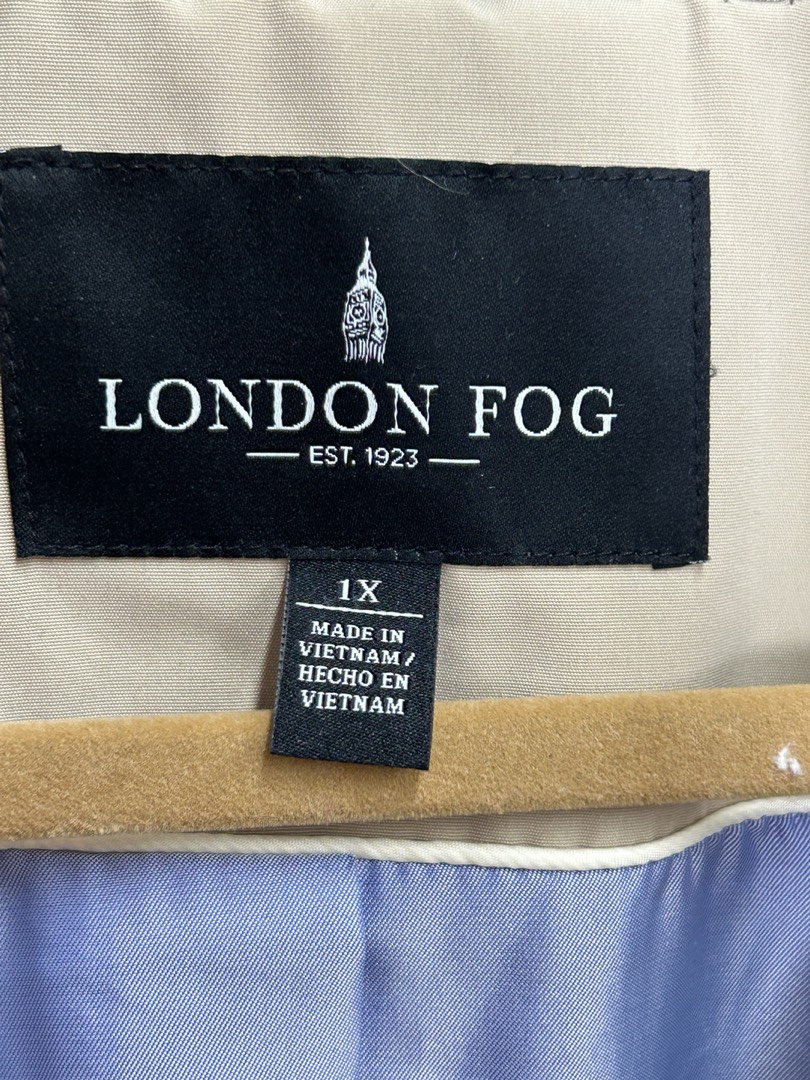 LONDON FOG
EST. 1923
1X
MADE IN
VIETNAM/
HECHO EN
VIETNAM